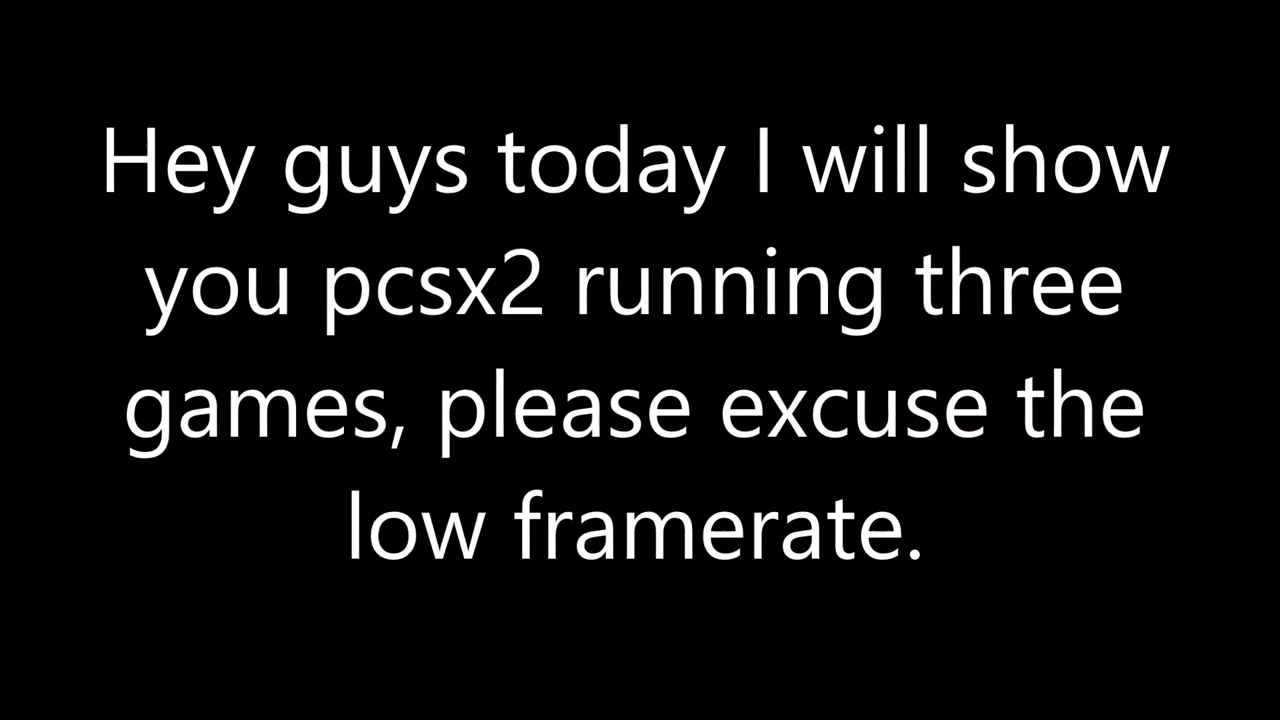 Hey guys today I will show
you pcsx2 running three
games, please excuse the
low framerate.